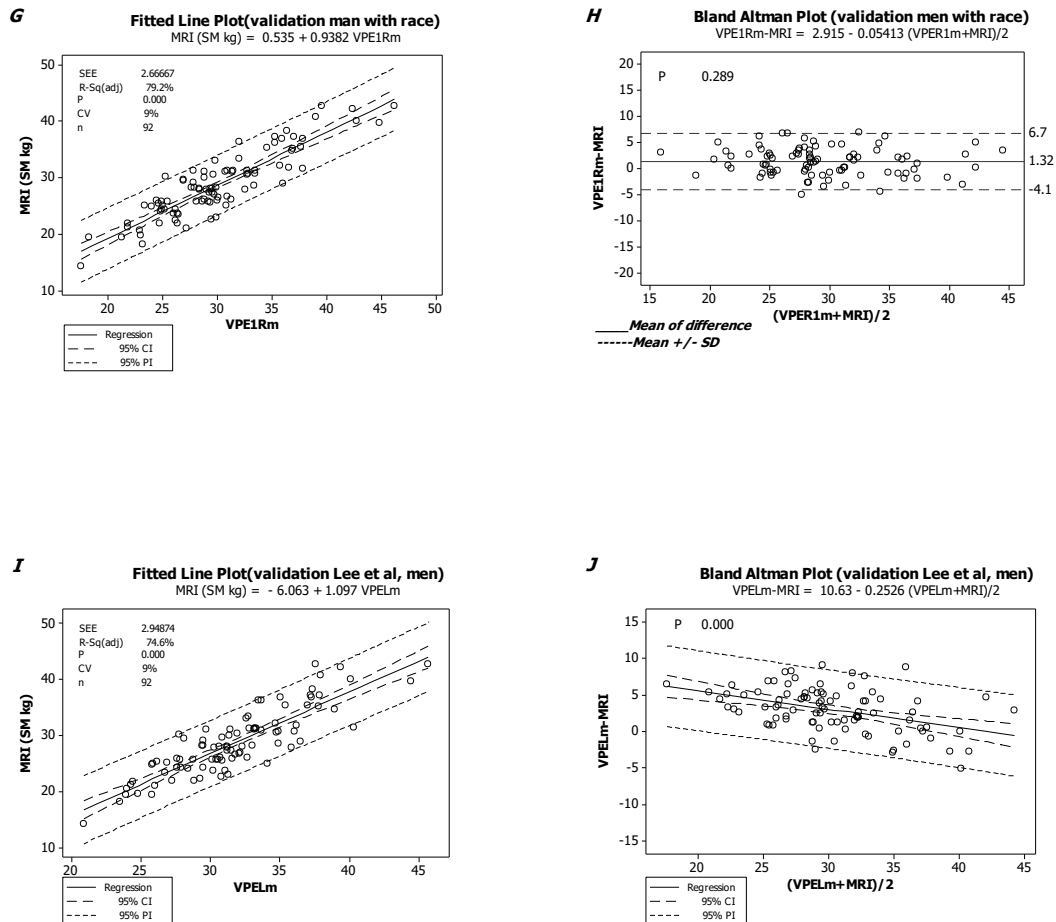 G
Fitted Line Plot(validation man with race)
MRI (SM kg) = 0.535 + 0.9382 VPE1Rm
SEE 2.66667
R-Sq(adj) 79.2%
P 0.000
CV 9%
n 92
MRI (SM kg)
50
40
30
20
10
20 25 30 35 40 45 50
VPE1Rm
Regression
95% CI
95% PI
H
Bland Altman Plot (validation men with race)
VPE1Rm-MRI = 2.915 - 0.05413 (VPER1m+MRI)/2
P 0.289
VPE1Rm-MRI
20
15
10
5
0
-5
-10
-15
-20
6.7
1.32
-4.1
15 20 25 30 35 40 45
(VPER1m+MRI)/2
Mean of difference
Mean +/- SD
I
Fitted Line Plot(validation Lee et al, men)
MRI (SM kg) = - 6.063 + 1.097 VPELm
SEE 2.94874
R-Sq(adj) 74.6%
P 0.000
CV 9%
n 92
MRI (SM kg)
50
40
30
20
10
20 25 30 35 40 45
VPELm
Regression
95% CI
95% PI
J
Bland Altman Plot (validation Lee et al, men)
VPELm-MRI = 10.63 - 0.2526 (VPELm+MRI)/2
P 0.000
VPELm-MRI
15
10
5
0
-5
-10
-15
20 25 30 35 40 45
(VPELm+MRI)/2
Regression
95% CI
95% PI